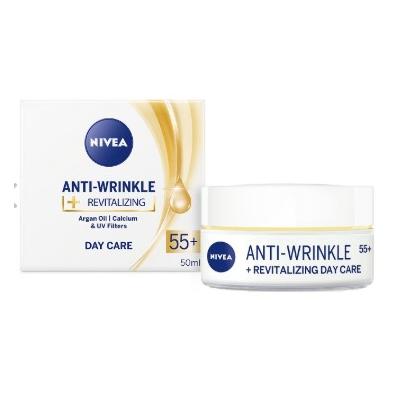 NIVEA
ANTI-WRINKLE
+ REVITALIZING
Argan Oil | Calcium
& UV Filters
DAY CARE
55+
50ml
NIVEA
ANTI-WRINKLE 55+
+ REVITALIZING DAY CARE